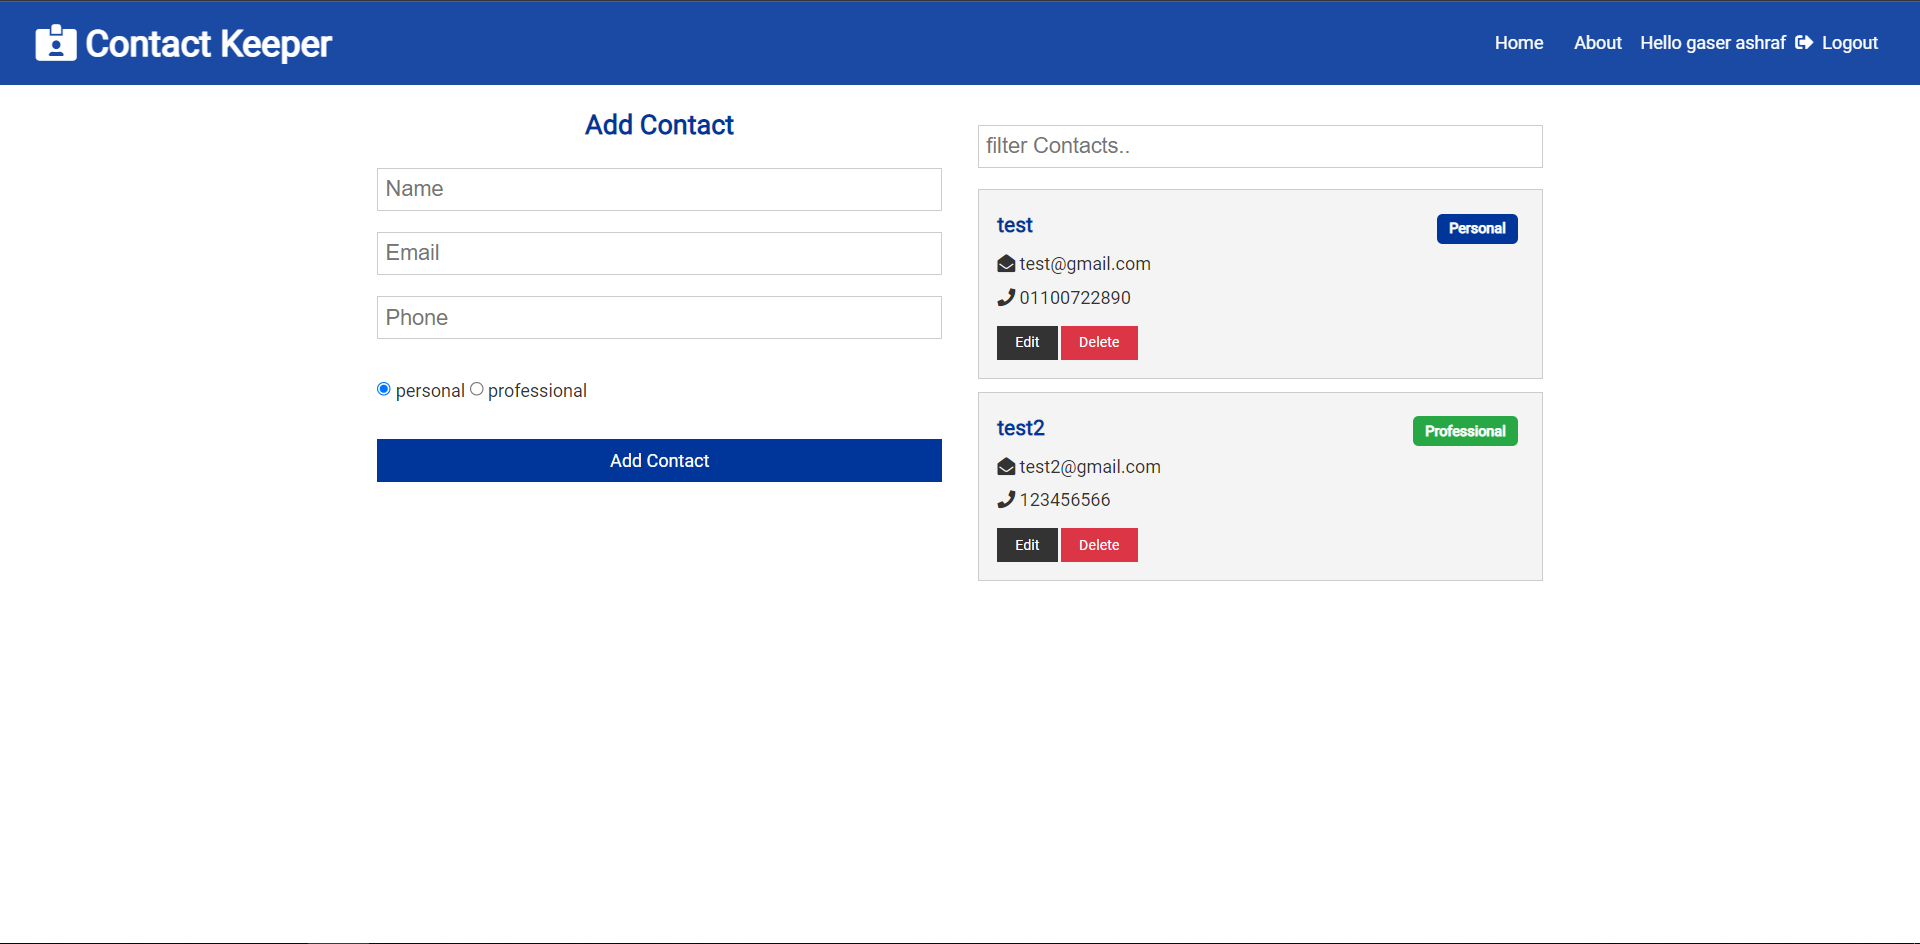 Contact Keeper
Home About Hello gaser ashraf Logout
Add Contact
Name
Email
Phone
personal professional
Add Contact
filter Contacts..
test
Personal
test@gmail.com
01100722890
Edit Delete
test2
Professional
test2@gmail.com
123456566
Edit Delete